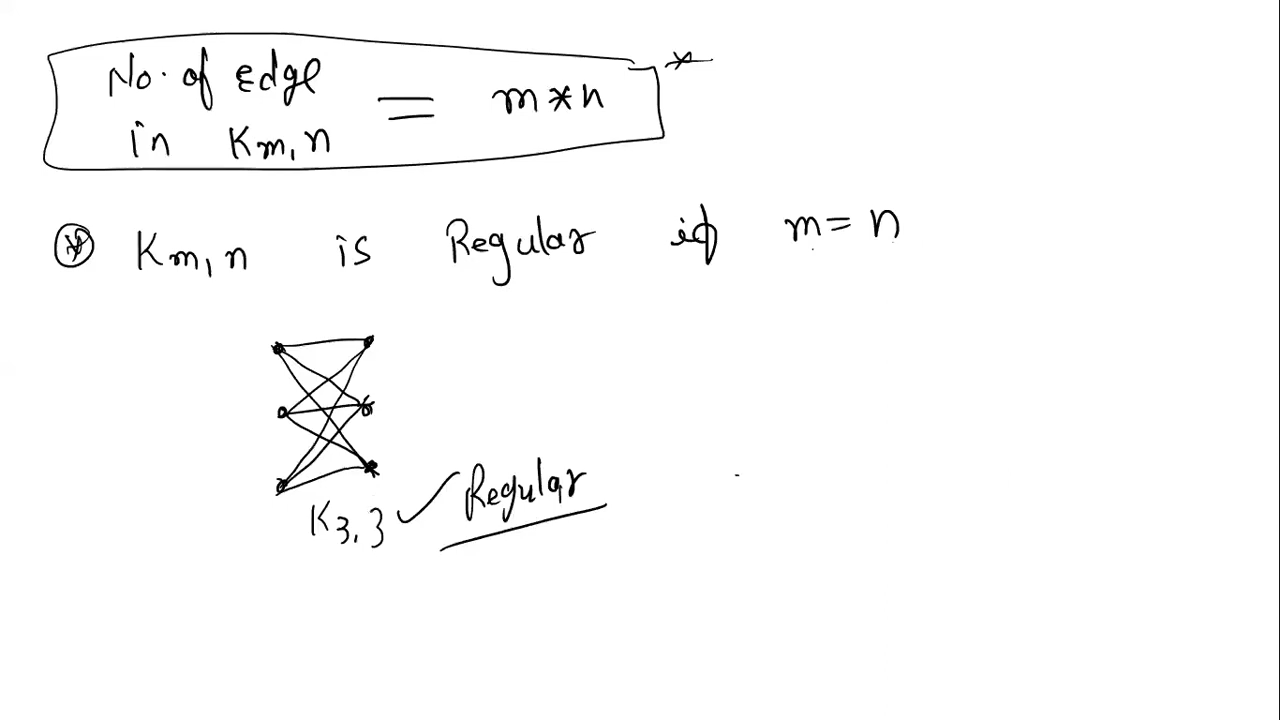 No. of edge
in Km,n = m*n *
* Km,n is Regular if m = n
K3,3 ✓ Regular